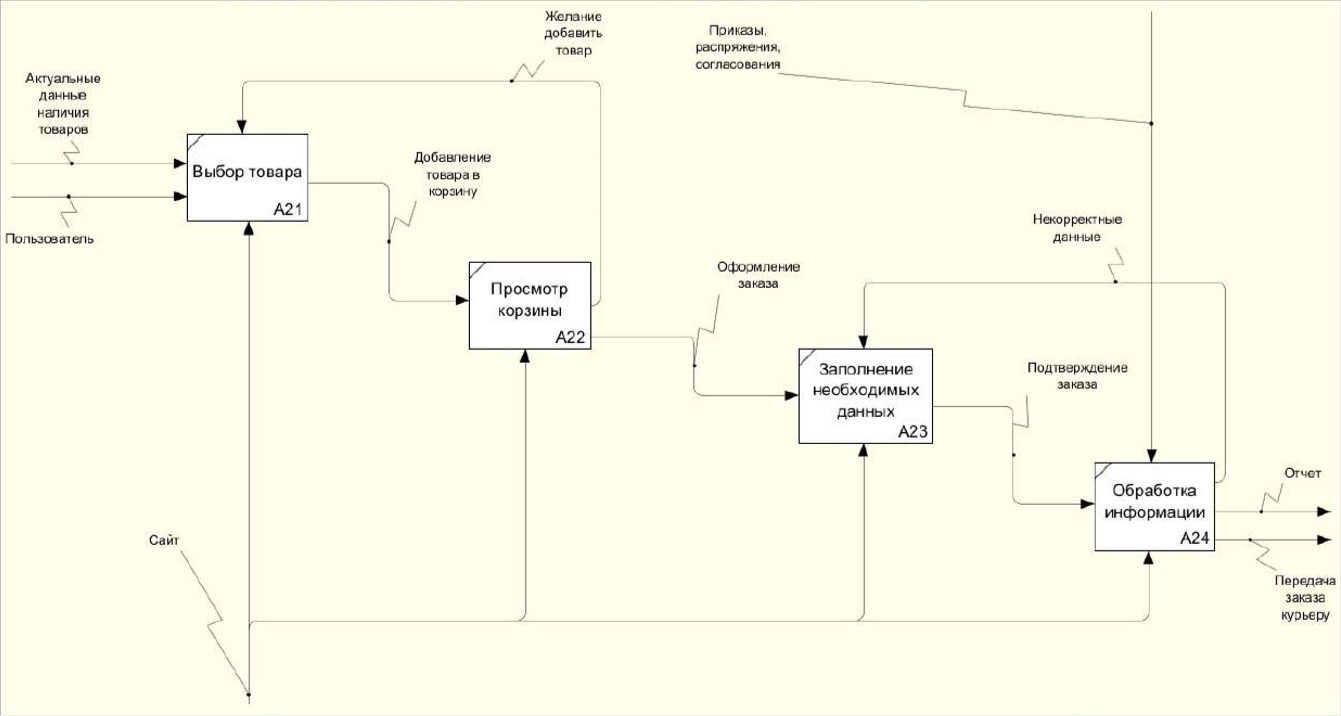 Желание
добавить
товар
Приказы,
распряжения,
согласования
Актуальные
данные
наличия
товаров
Выбор товара
A21
Добавление
товара в
корзину
Пользователь
Некорректные
данные
Просмотр
корзины
A22
Оформление
заказа
Заполнение
необходимых
данных
A23
Подтверждение
заказа
Обработка
информации
A24
Отчет
Сайт
Передача
заказа
курьеру